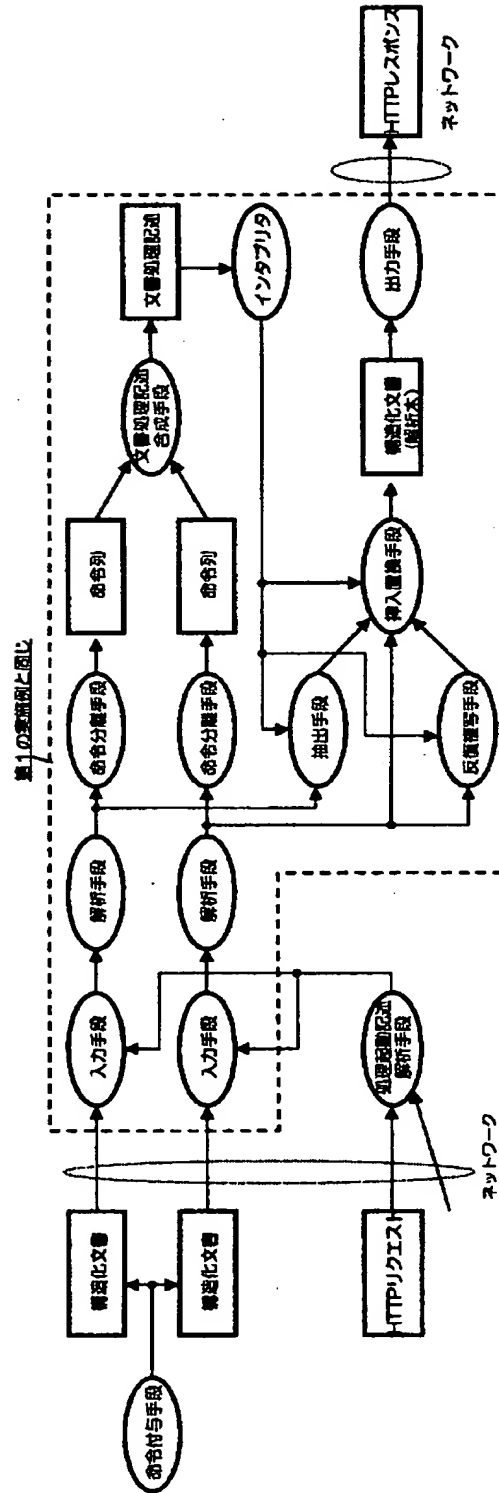 第1の実施例と同じ
命令付与手段
構造化文書
構造化文書
HTTPリクエスト
ネットワーク
入力手段
入力手段
処理起動記述
解析手段
解析手段
解析手段
命令分離手段
命令分離手段
命令列
命令列
文書処理記述
合成手段
文書処理記述
インタプリタ
抽出手段
反復複写手段
挿入置換手段
構造化文書
(解析木)
出力手段
HTTPレスポンス
ネットワーク